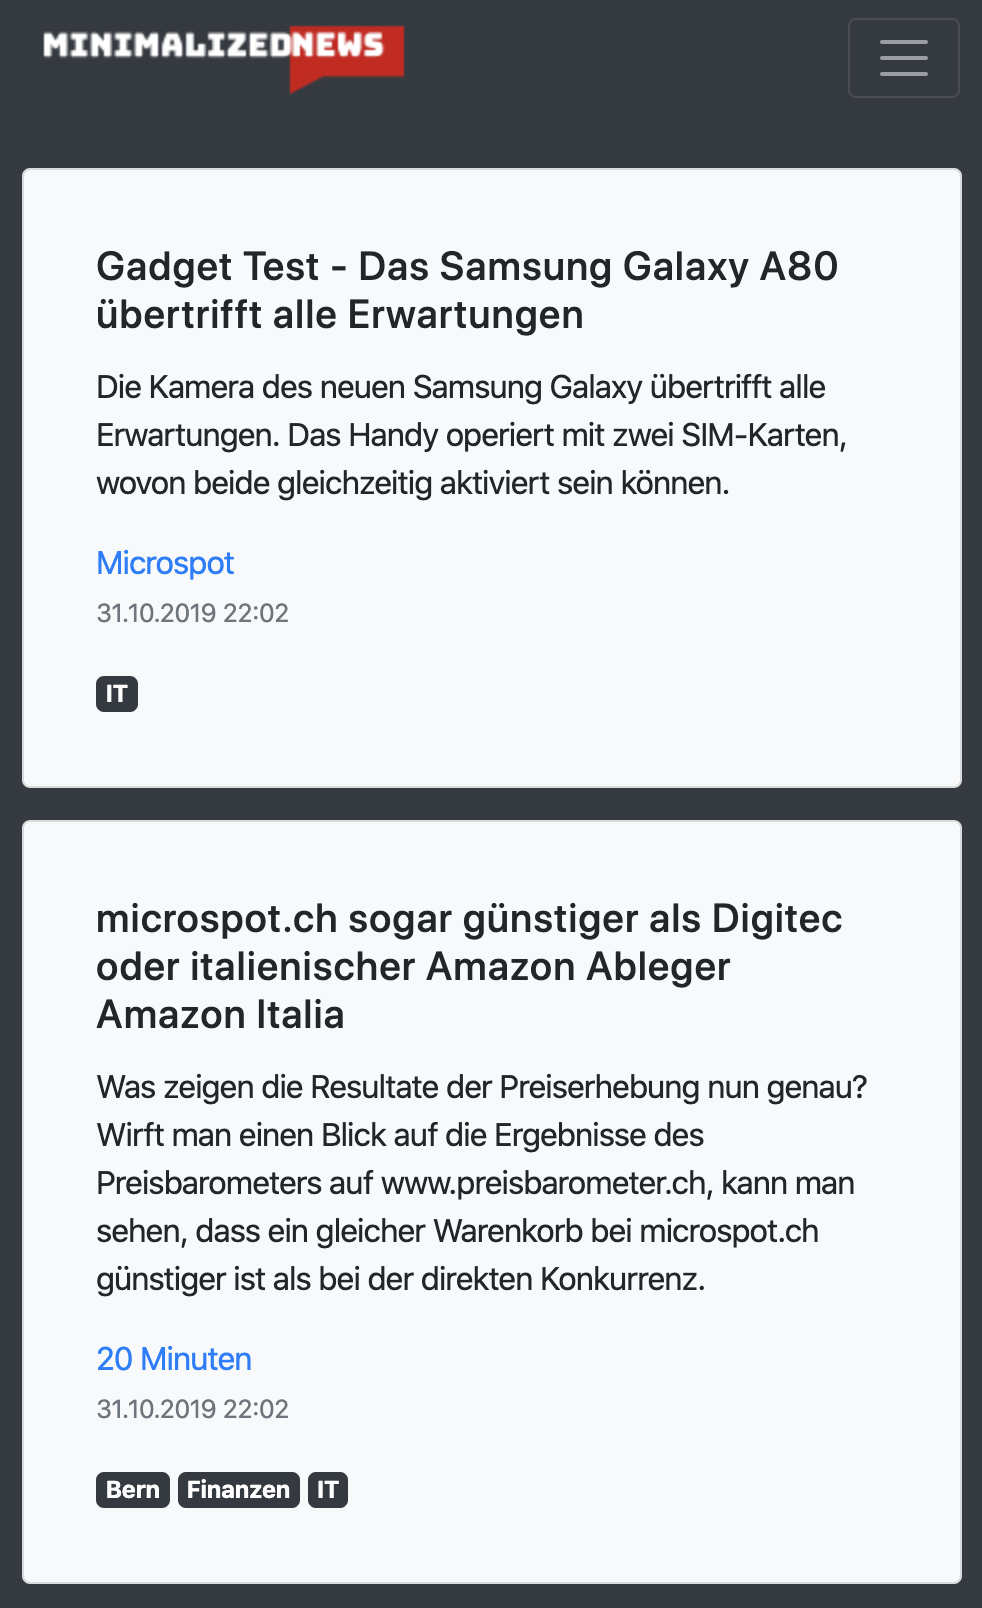 MINIMALIZEDNEWS
Gadget Test - Das Samsung Galaxy A80
übertrifft alle Erwartungen
Die Kamera des neuen Samsung Galaxy übertrifft alle
Erwartungen. Das Handy operiert mit zwei SIM-Karten,
wovon beide gleichzeitig aktiviert sein können.
Microspot
31.10.2019 22:02
IT
microspot.ch sogar günstiger als Digitec
oder italienischer Amazon Ableger
Amazon Italia
Was zeigen die Resultate der Preiserhebung nun genau?
Wirft man einen Blick auf die Ergebnisse des
Preisbarometers auf www.preisbarometer.ch, kann man
sehen, dass ein gleicher Warenkorb bei microspot.ch
günstiger ist als bei der direkten Konkurrenz.
20 Minuten
31.10.2019 22:02
Bern Finanzen IT